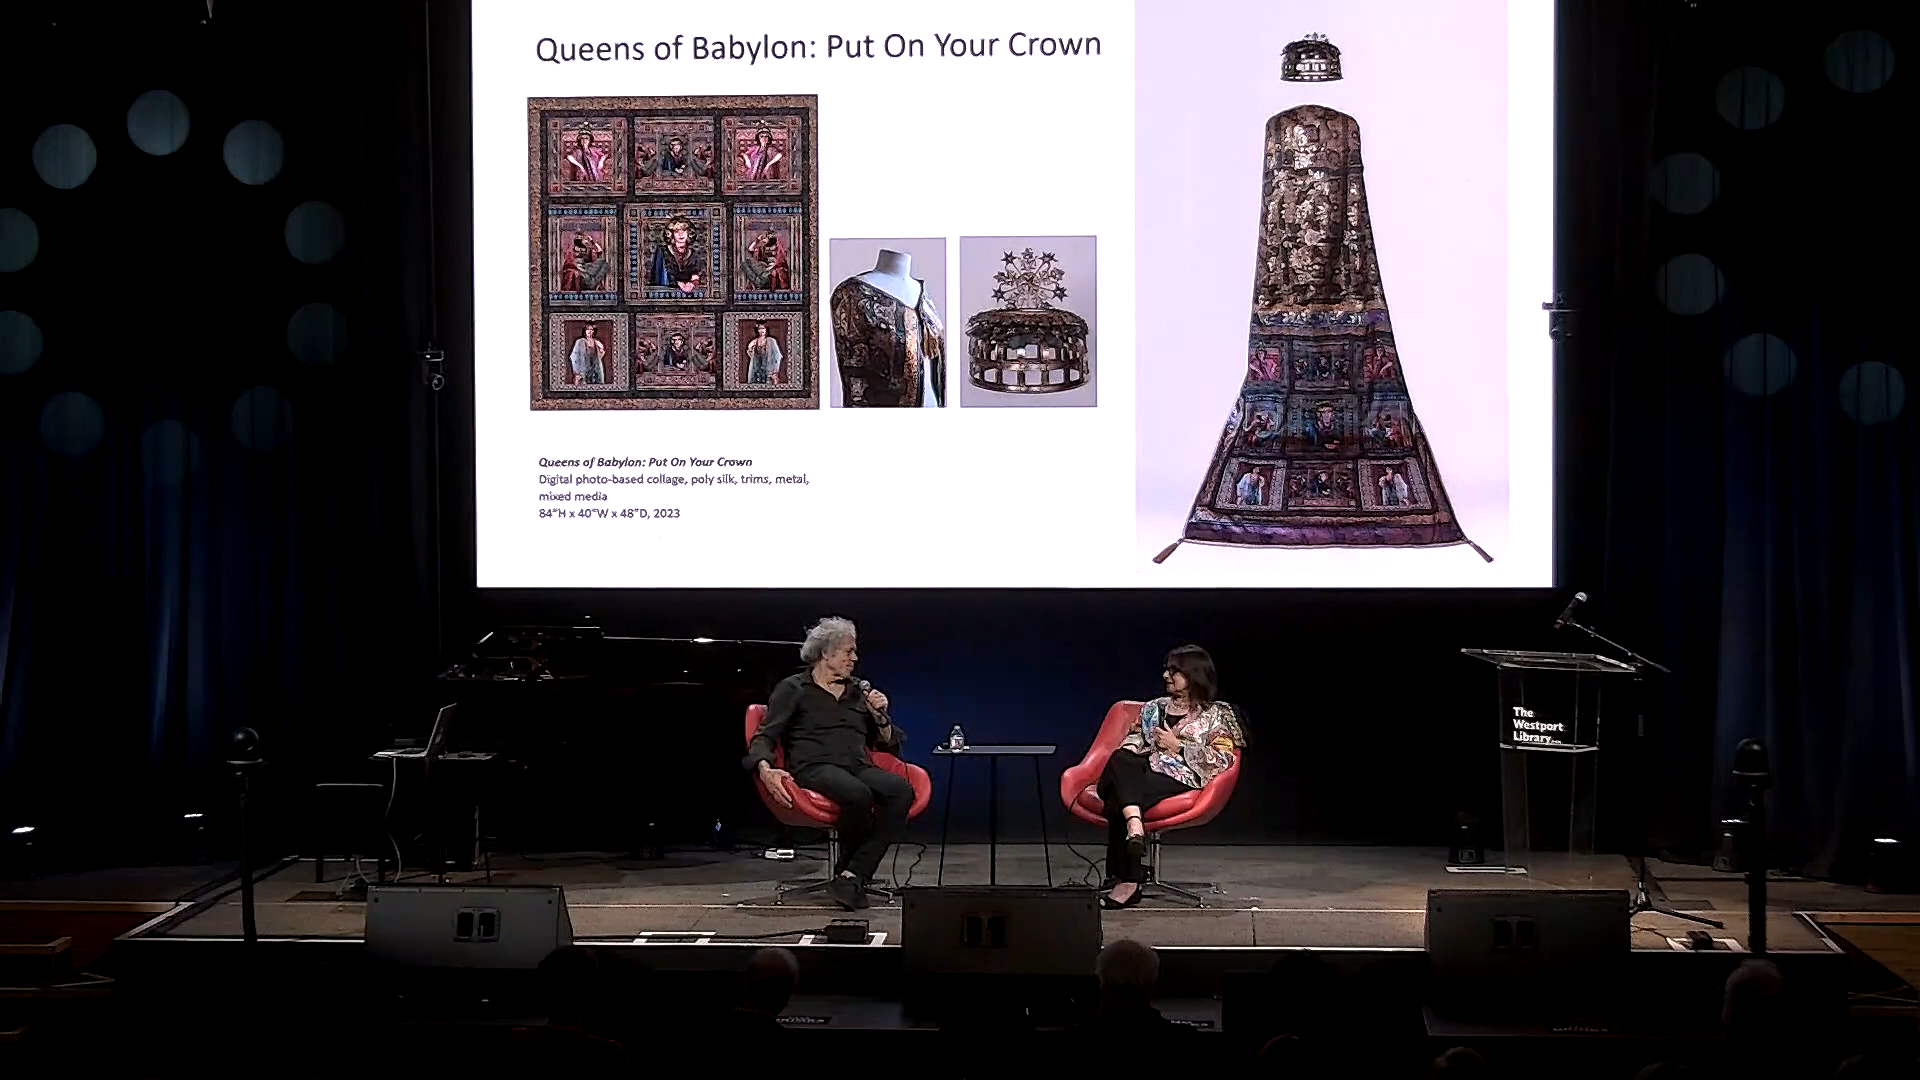 Queens of Babylon: Put On Your Crown
Queens of Babylon: Put On Your Crown
Digital photo-based collage, poly silk, trims, metal,
mixed media
84"H x 40"W x 48"D, 2023
The
Westport
Library